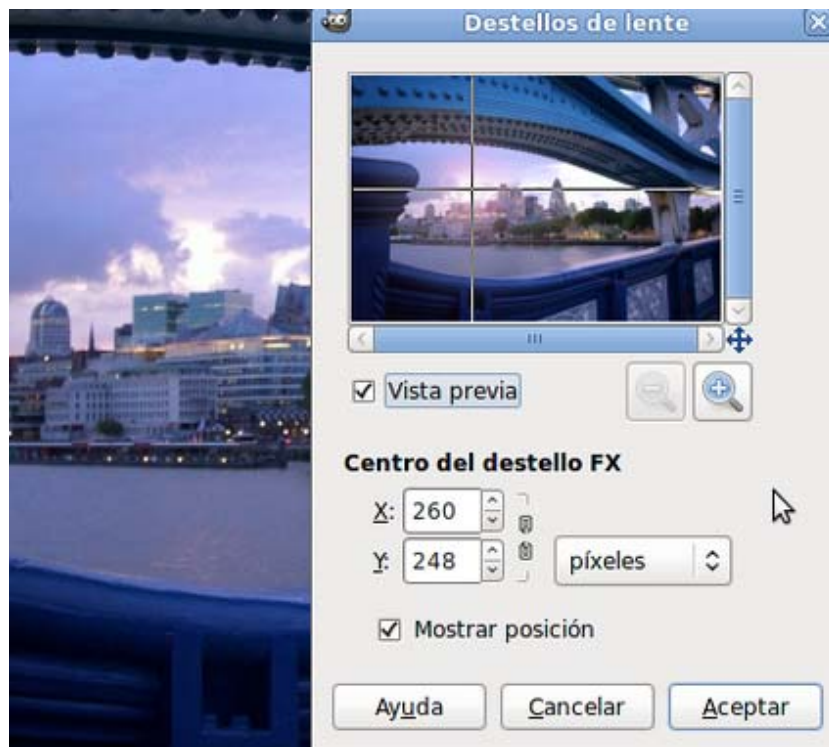 Destellos de lente
Vista previa
Centro del destello FX
X: 260
Y: 248 píxeles
Mostrar posición
Ayuda Cancelar Aceptar